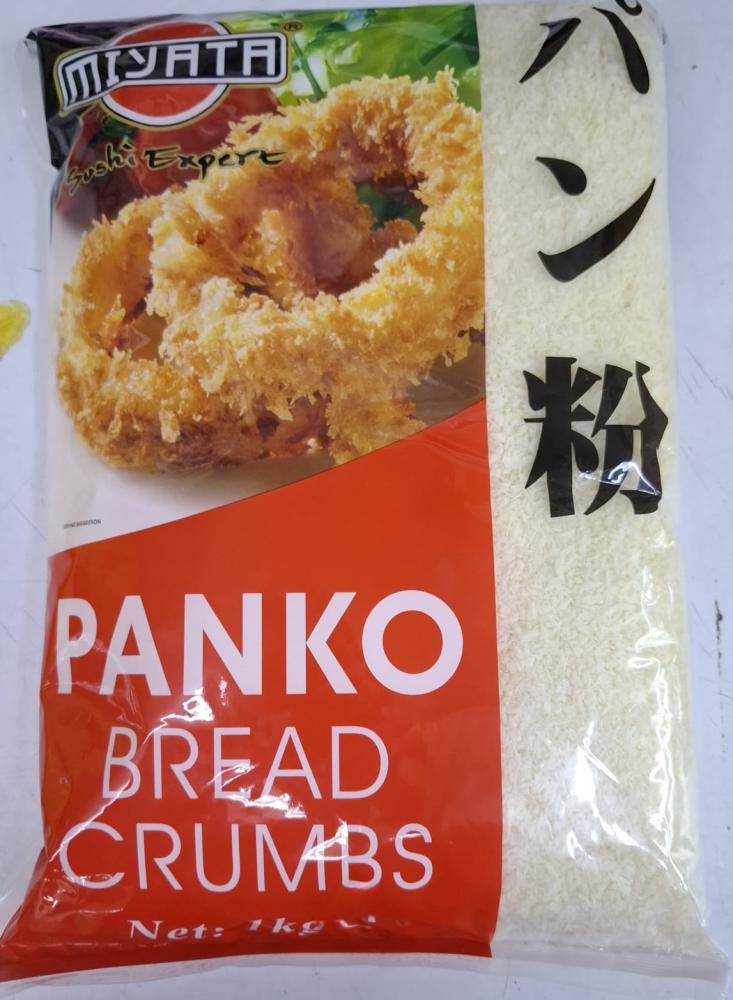 MIYATA®
Sushi Expert
パン粉
PANKO
BREAD
CRUMBS
Net: 1kg